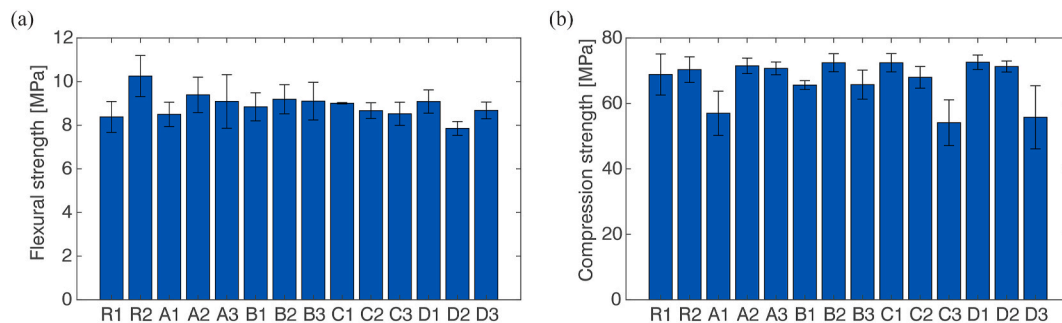 (a)
Flexural strength [MPa]
12
10
8
6
4
2
0
R1 R2 A1 A2 A3 B1 B2 B3 C1 C2 C3 D1 D2 D3
(b)
Compression strength [MPa]
80
60
40
20
0
R1 R2 A1 A2 A3 B1 B2 B3 C1 C2 C3 D1 D2 D3